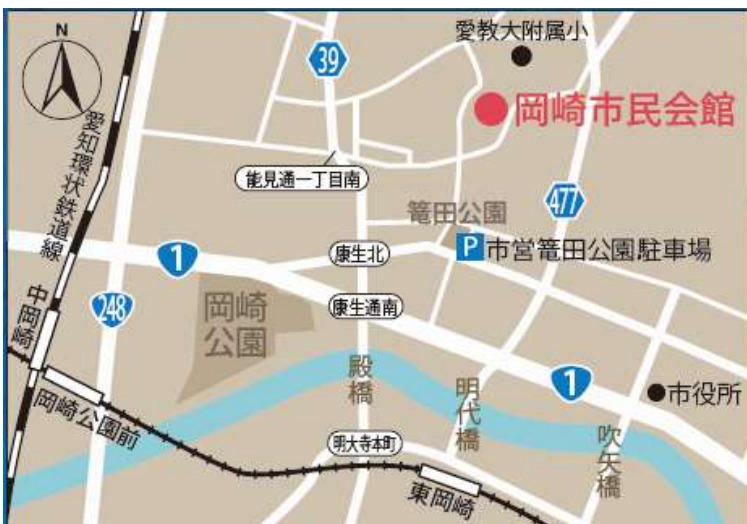 N
39
愛教大附属小
岡崎市民会館
愛知環状鉄道線
能見通一丁目南
籠田公園
477
1
康生北
P 市営籠田公園駐車場
248
岡崎
公園
康生通南
中岡崎
殿橋
明代橋
1
市役所
岡崎公園前
明大寺本町
吹矢橋
東岡崎